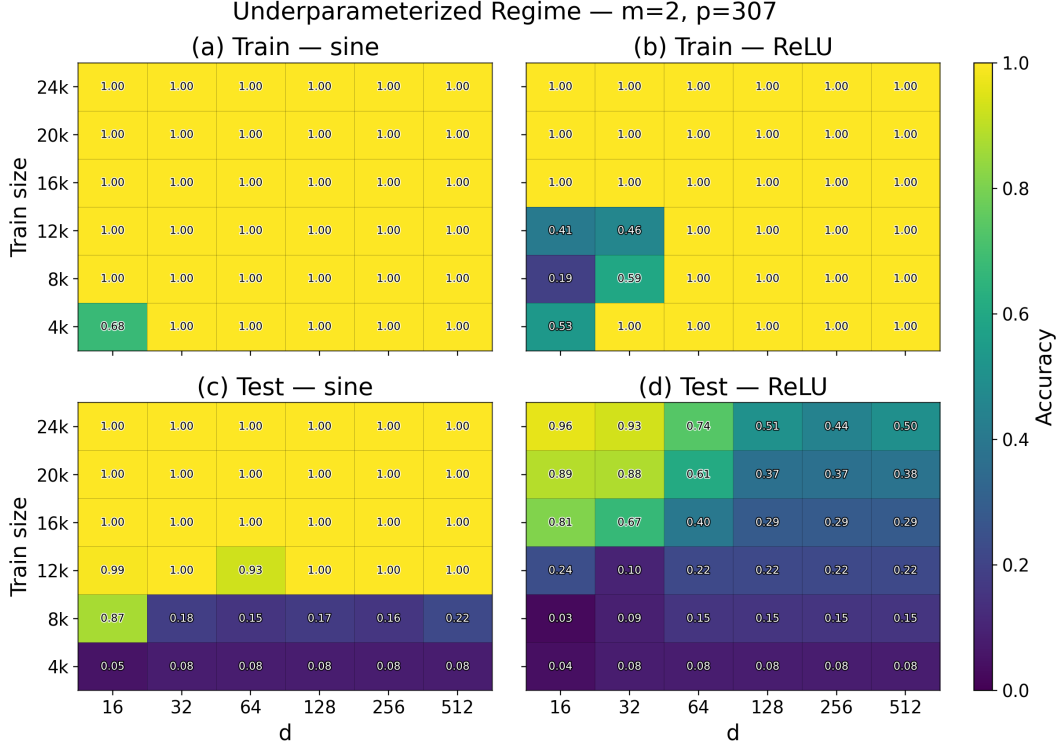 Underparameterized Regime — m=2, p=307
(a) Train — sine
(b) Train — ReLU
Train size
24k 1.00 1.00 1.00 1.00 1.00 1.00
20k 1.00 1.00 1.00 1.00 1.00 1.00
16k 1.00 1.00 1.00 1.00 1.00 1.00
12k 1.00 1.00 1.00 1.00 1.00 1.00
8k 1.00 1.00 1.00 1.00 1.00 1.00
4k 0.68 1.00 1.00 1.00 1.00 1.00
1.00 1.00 1.00 1.00 1.00 1.00
1.00 1.00 1.00 1.00 1.00 1.00
1.00 1.00 1.00 1.00 1.00 1.00
0.41 0.46 1.00 1.00 1.00 1.00
0.19 0.59 1.00 1.00 1.00 1.00
0.53 1.00 1.00 1.00 1.00 1.00
(c) Test — sine
(d) Test — ReLU
Train size
24k 1.00 1.00 1.00 1.00 1.00 1.00
20k 1.00 1.00 1.00 1.00 1.00 1.00
16k 1.00 1.00 1.00 1.00 1.00 1.00
12k 0.99 1.00 0.93 1.00 1.00 1.00
8k 0.87 0.18 0.15 0.17 0.16 0.22
4k 0.05 0.08 0.08 0.08 0.08 0.08
16 32 64 128 256 512
d
0.96 0.93 0.74 0.51 0.44 0.50
0.89 0.88 0.61 0.37 0.37 0.38
0.81 0.67 0.40 0.29 0.29 0.29
0.24 0.10 0.22 0.22 0.22 0.22
0.03 0.09 0.15 0.15 0.15 0.15
0.04 0.08 0.08 0.08 0.08 0.08
16 32 64 128 256 512
d
1.0
0.8
0.6
0.4
0.2
0.0
Accuracy